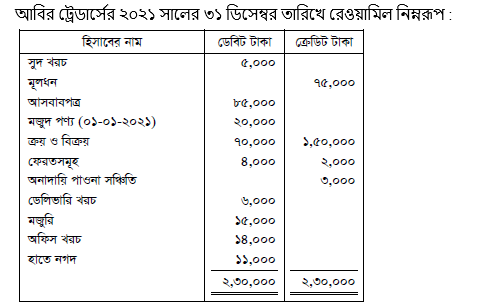 আবির ট্রেডার্সের ২০২১ সালের ৩১ ডিসেম্বর তারিখে রেওয়ামিল নিম্নরূপ :
হিসাবের নাম ডেবিট টাকা ক্রেডিট টাকা
সুদ খরচ ৫,০০০
মূলধন ৭৫,০০০
আসবাবপত্র ৮৫,০০০
মজুদ পণ্য (০১-০১-২০২১) ২০,০০০
ক্রয় ও বিক্রয় ৭০,০০০ ১,৫০,০০০
ফেরতসমূহ ৪,০০০ ২,০০০
অনাদায়ি পাওনা সঞ্চিতি ৩,০০০
ডেলিভারি খরচ ৬,০০০
মজুরি ১৫,০০০
অফিস খরচ ১৪,০০০
হাতে নগদ ১১,০০০
২,৩০,০০০ ২,৩০,০০০